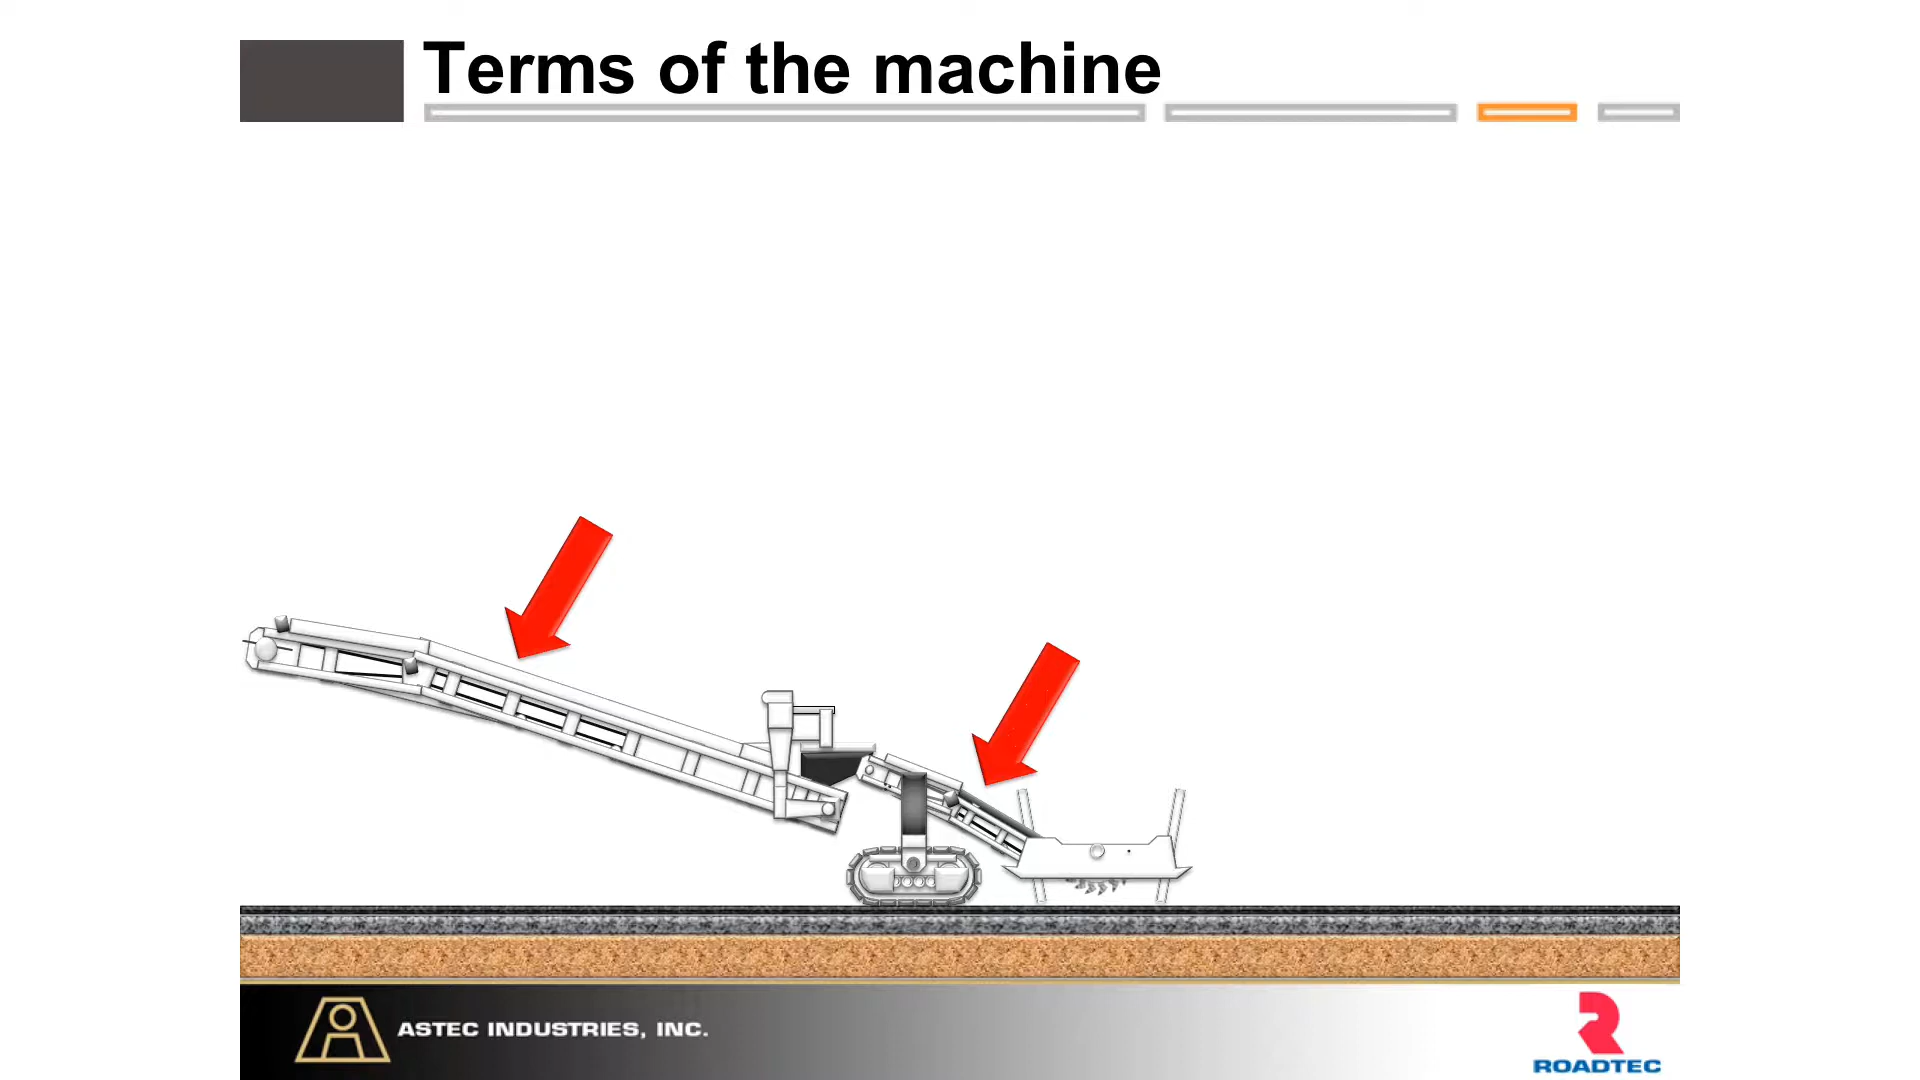 Terms of the machine
ASTEC INDUSTRIES, INC.
ROADTEC